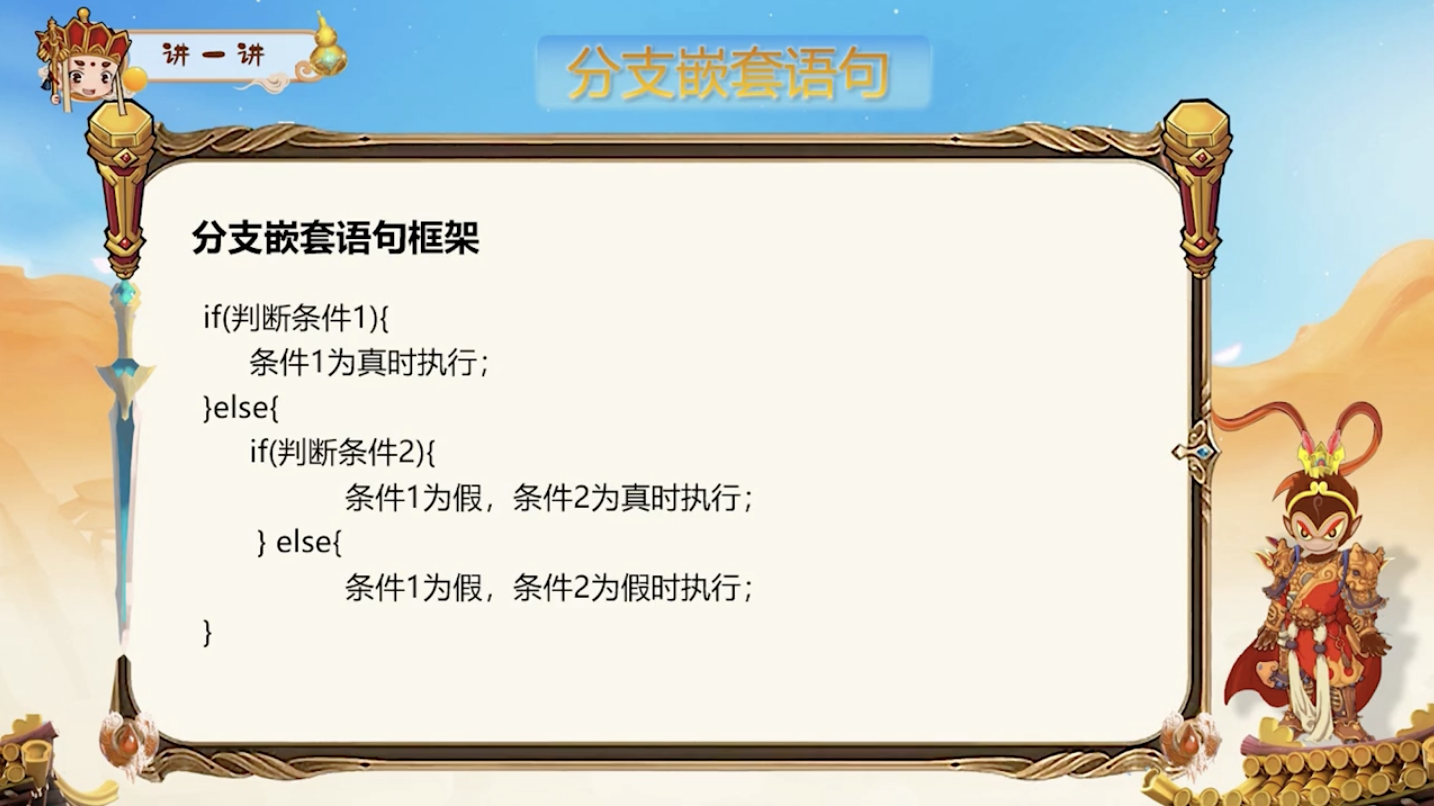 讲一讲
分支嵌套语句
分支嵌套语句框架
if(判断条件1){
条件1为真时执行；
}else{
if(判断条件2){
条件1为假，条件2为真时执行；
} else{
条件1为假，条件2为假时执行；
}